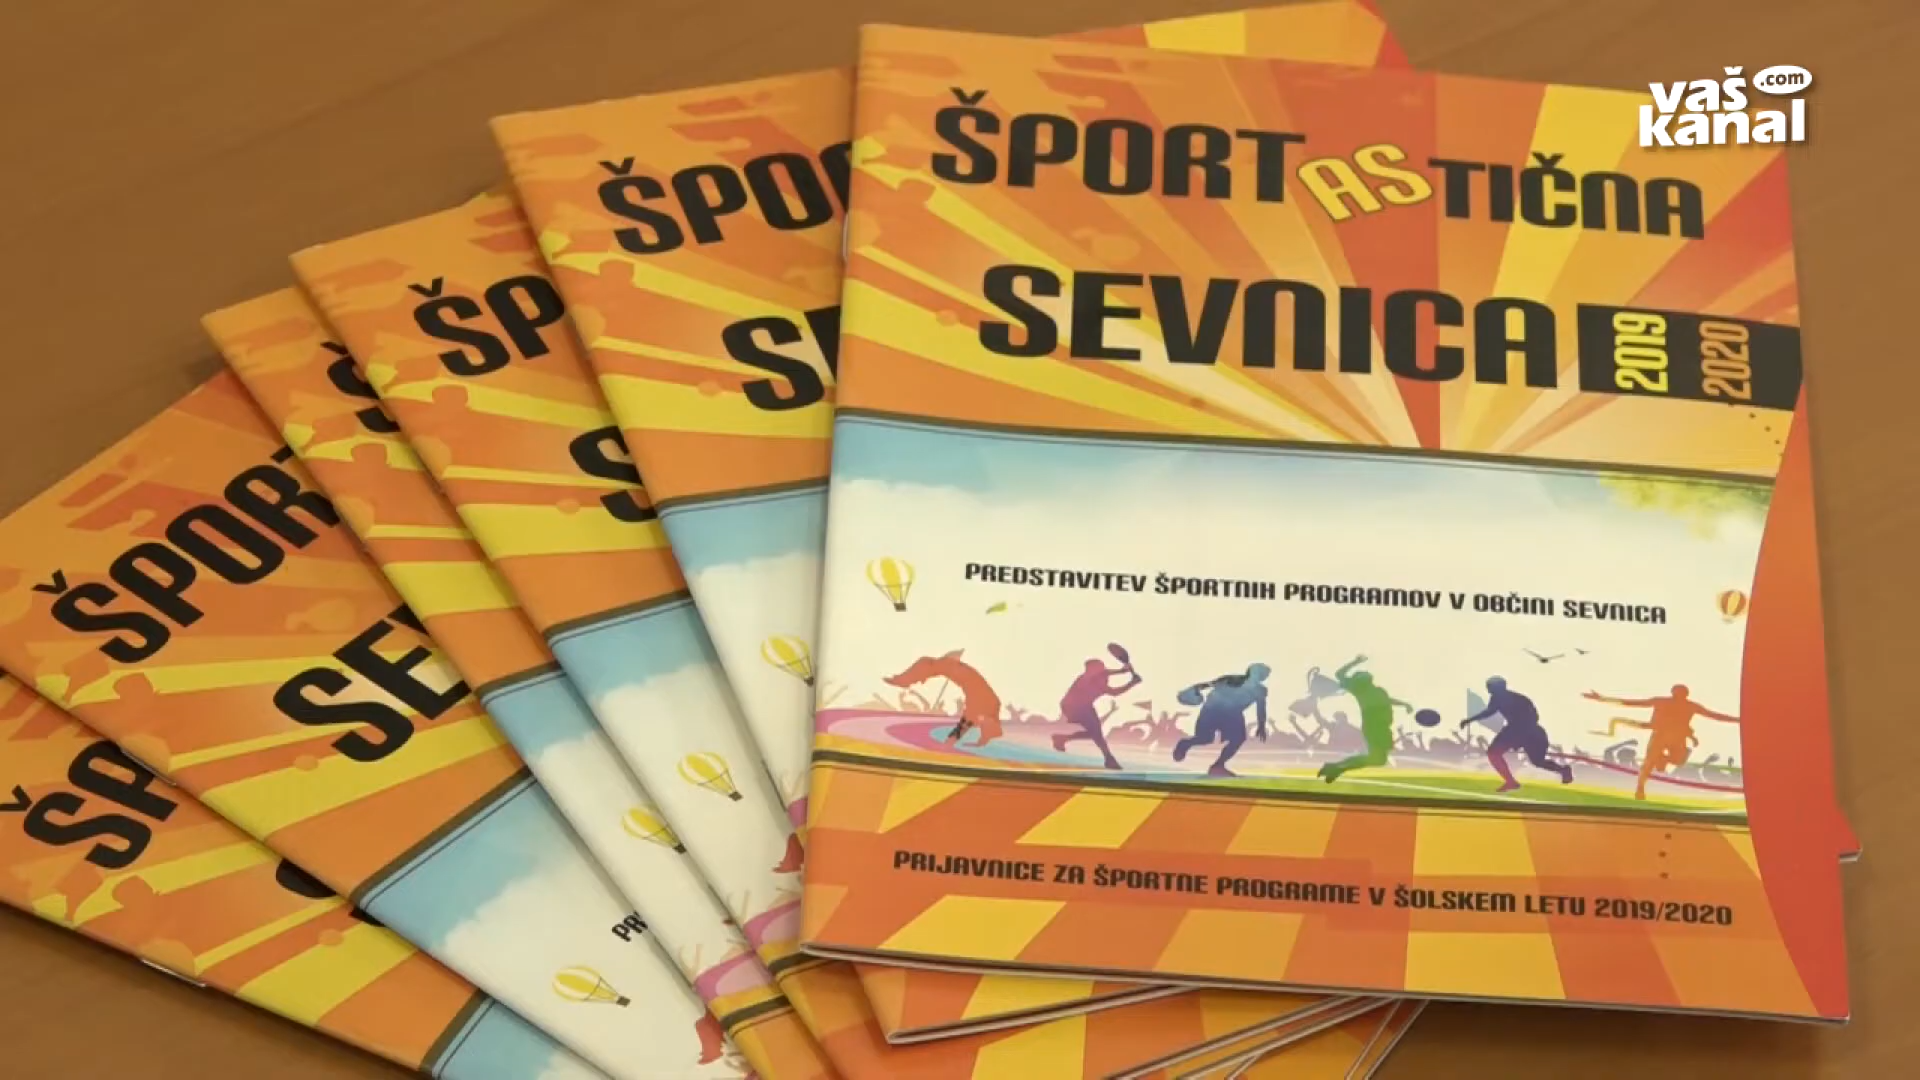 vaš .com
kanal
ŠPORTASTIČNA
SEVNICA 2019 2020
PREDSTAVITEV ŠPORTNIH PROGRAMOV V OBČINI SEVNICA
PRIJAVNICE ZA ŠPORTNE PROGRAME V ŠOLSKEM LETU 2019/2020